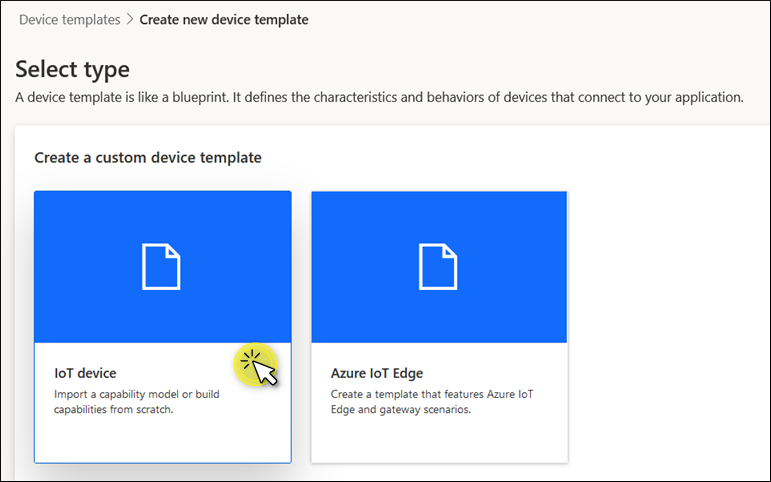 Device templates > Create new device template
Select type
A device template is like a blueprint. It defines the characteristics and behaviors of devices that connect to your application.
Create a custom device template
IoT device
Import a capability model or build
capabilities from scratch.
Azure IoT Edge
Create a template that features Azure IoT
Edge and gateway scenarios.